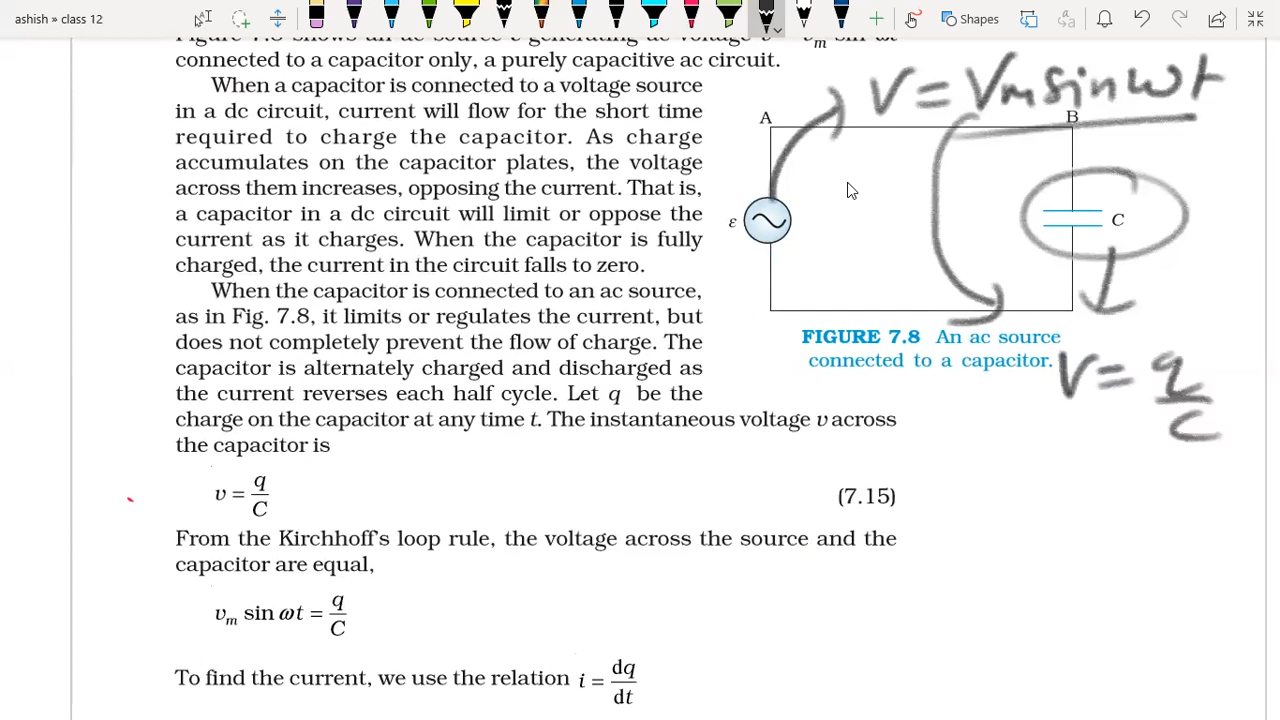 ashish » class 12
Shapes
connected to a capacitor only, a purely capacitive ac circuit.
When a capacitor is connected to a voltage source
in a dc circuit, current will flow for the short time
required to charge the capacitor. As charge
accumulates on the capacitor plates, the voltage
across them increases, opposing the current. That is,
a capacitor in a dc circuit will limit or oppose the
current as it charges. When the capacitor is fully
charged, the current in the circuit falls to zero.
When the capacitor is connected to an ac source,
as in Fig. 7.8, it limits or regulates the current, but
does not completely prevent the flow of charge. The
capacitor is alternately charged and discharged as
the current reverses each half cycle. Let q be the
charge on the capacitor at any time t. The instantaneous voltage υ across
the capacitor is
υ = q/C (7.15)
From the Kirchhoff's loop rule, the voltage across the source and the
capacitor are equal,
υm sin ωt = q/C
To find the current, we use the relation i = dq/dt
V = Vm sin ωt
A B
ε C
FIGURE 7.8 An ac source
connected to a capacitor.
V = q/C